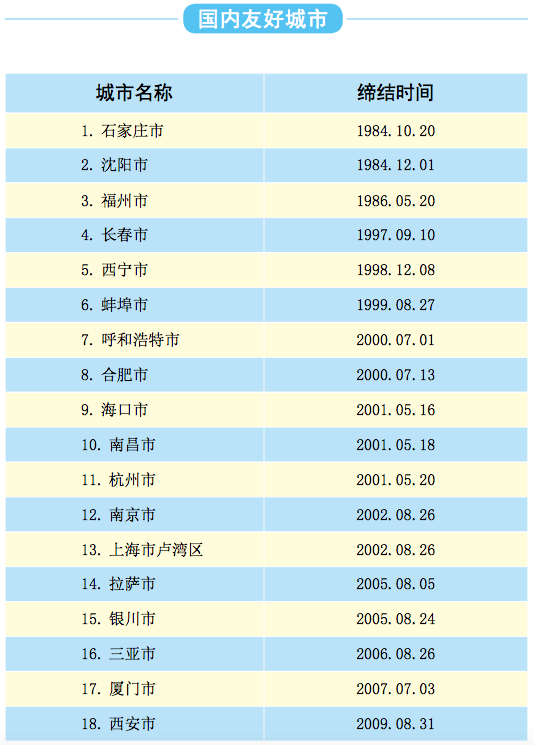 国内友好城市
城市名称 缔结时间
1. 石家庄市 1984.10.20
2. 沈阳市 1984.12.01
3. 福州市 1986.05.20
4. 长春市 1997.09.10
5. 西宁市 1998.12.08
6. 蚌埠市 1999.08.27
7. 呼和浩特市 2000.07.01
8. 合肥市 2000.07.13
9. 海口市 2001.05.16
10. 南昌市 2001.05.18
11. 杭州市 2001.05.20
12. 南京市 2002.08.26
13. 上海市卢湾区 2002.08.26
14. 拉萨市 2005.08.05
15. 银川市 2005.08.24
16. 三亚市 2006.08.26
17. 厦门市 2007.07.03
18. 西安市 2009.08.31